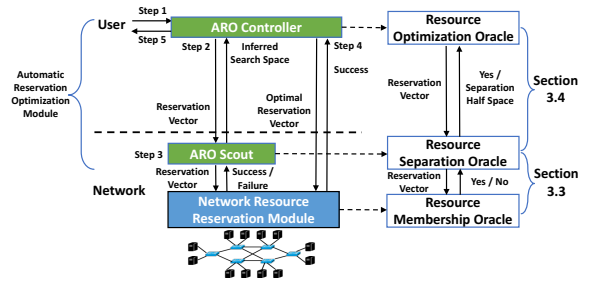 Step 1
User
Step 5
ARO Controller
Resource
Optimization Oracle
Step 2
Inferred
Search Space
Step 4
Success
Automatic
Reservation
Optimization
Module
Reservation
Vector
Optimal
Reservation
Vector
Reservation
Vector
Yes /
Separation
Half Space
Section
3.4
Step 3
ARO Scout
Resource
Separation Oracle
Network
Reservation
Vector
Success /
Failure
Reservation
Vector
Yes / No
Section
3.3
Network Resource
Reservation Module
Resource
Membership Oracle